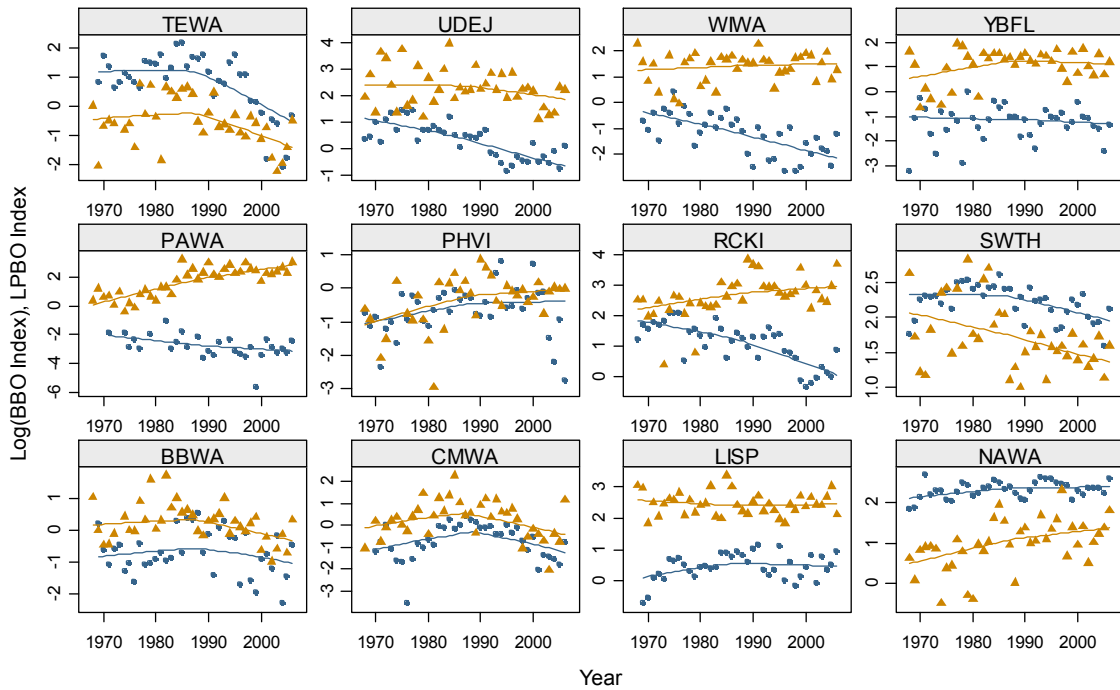 TEWA UDEJ WIWA YBFL
2 1 0 -1 -2
4 3 2 1 0 -1
2 1 0 -1 -2
2 1 0 -1 -2 -3
1970 1980 1990 2000 1970 1980 1990 2000 1970 1980 1990 2000 1970 1980 1990 2000
PAWA PHVI RCKI SWTH
2 0 -2 -4 -6
1 0 -1 -2 -3
4 3 2 1 0
2.5 2.0 1.5 1.0
1970 1980 1990 2000 1970 1980 1990 2000 1970 1980 1990 2000 1970 1980 1990 2000
BBWA CMWA LISP NAWA
1 0 -1 -2
2 1 0 -1 -3
3 2 1 0
2 1 0
1970 1980 1990 2000 1970 1980 1990 2000 1970 1980 1990 2000 1970 1980 1990 2000
Log(BBO Index), LPBO Index
Year